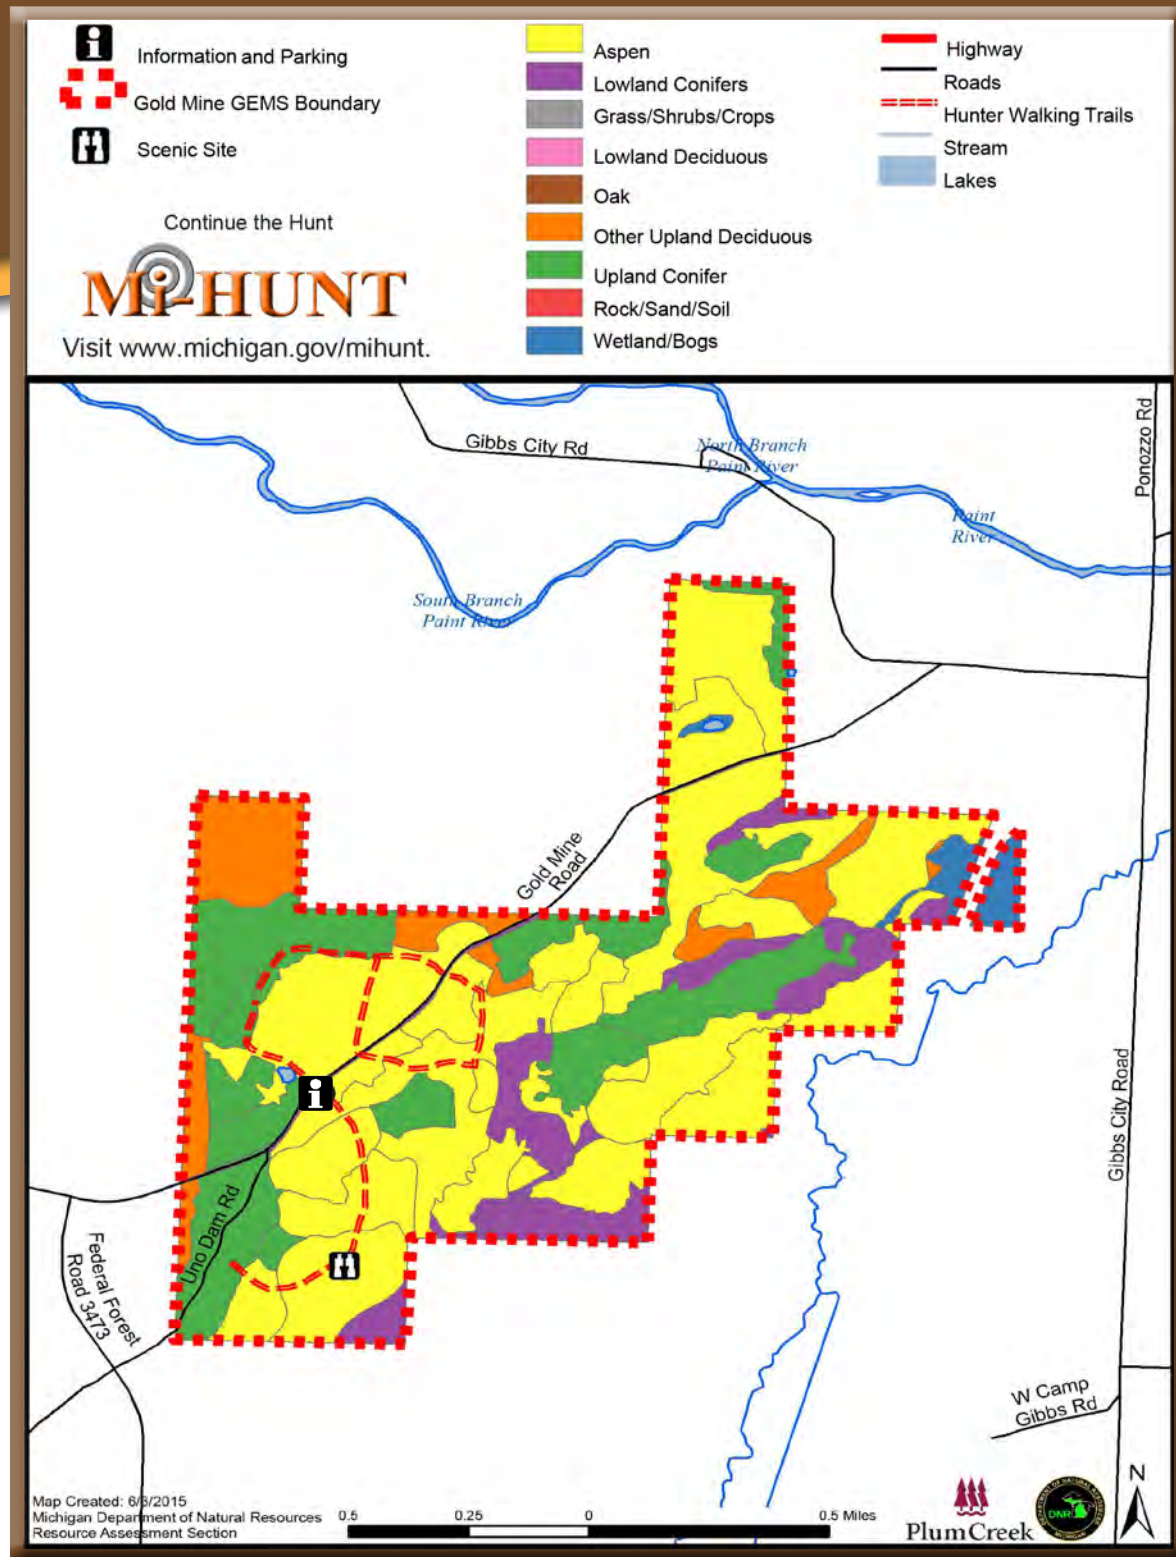 Information and Parking
Gold Mine GEMS Boundary
Scenic Site
Continue the Hunt
Mi-HUNT
Visit www.michigan.gov/mihunt.
Aspen
Lowland Conifers
Grass/Shrubs/Crops
Lowland Deciduous
Oak
Other Upland Deciduous
Upland Conifer
Rock/Sand/Soil
Wetland/Bogs
Highway
Roads
Hunter Walking Trails
Stream
Lakes
Gibbs City Rd
North Branch
Paint River
Ponozzo Rd
Paint
River
South Branch
Paint River
Gold Mine
Road
Uno Dam Rd
Federal Forest
Road 3473
Gibbs City Road
W Camp
Gibbs Rd
Map Created: 6/3/2015
Michigan Department of Natural Resources
Resource Assessment Section
0.5 0.25 0 0.5 Miles
PlumCreek
DNR
N